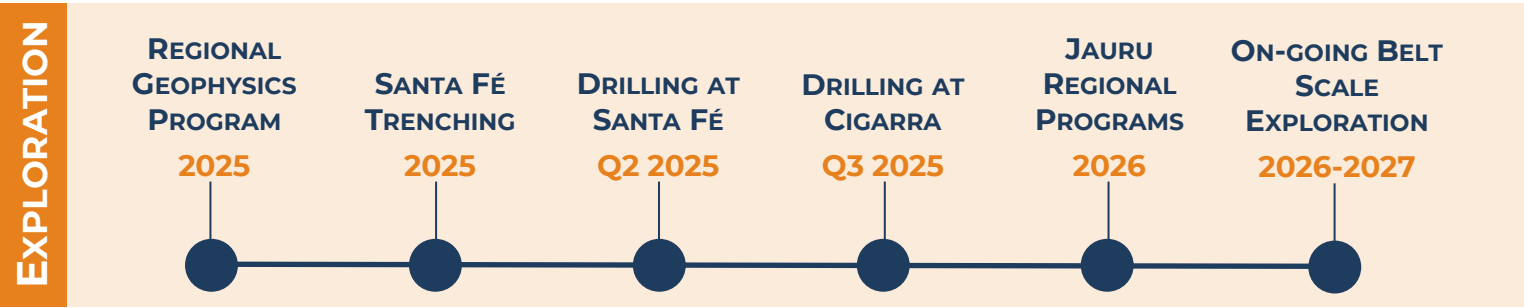 EXPLORATION
REGIONAL
GEOPHYSICS
PROGRAM
2025
SANTA FÉ
TRENCHING
2025
DRILLING AT
SANTA FÉ
Q2 2025
DRILLING AT
CIGARRA
Q3 2025
JAURU
REGIONAL
PROGRAMS
2026
ON-GOING BELT
SCALE
EXPLORATION
2026-2027